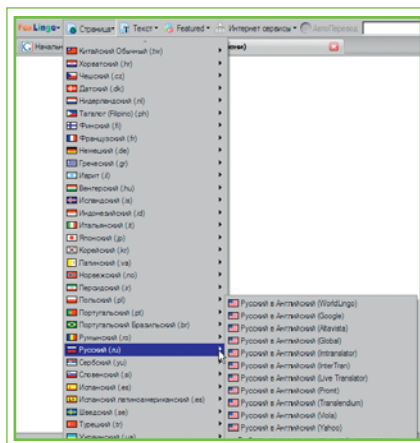 FoxLingo▾ Страница▾ Текст▾ Featured▾ Интернет сервисы▾ АвтоПеревод
Китайский Обычный (.tw)
Хорватский (.hr)
Чешский (.cz)
Датский (.dk)
Нидерландский (.nl)
Тагалог (Filipino) (.ph)
Финский (.fi)
Французский (.fr)
Немецкий (.de)
Греческий (.gr)
Иврит (.il)
Венгерский (.hu)
Исландский (.is)
Индонезийский (.id)
Итальянский (.it)
Японский (.jp)
Корейский (.kr)
Латинский (.va)
Норвежский (.no)
Персидский (.ir)
Польский (.pl)
Португальский (.pt)
Португальский Бразильский (.br)
Румынский (.ro)
Русский (.ru)
Сербский (.yu)
Словенский (.si)
Испанский (.es)
Испанский латиноамериканский (.es)
Шведский (.se)
Турецкий (.tr)
Украинский (.ua)
Русский в Английский (WorldLingo)
Русский в Английский (Google)
Русский в Английский (Altavista)
Русский в Английский (Global)
Русский в Английский (Intranslator)
Русский в Английский (InterTran)
Русский в Английский (Live Translator)
Русский в Английский (Promt)
Русский в Английский (Translendium)
Русский в Английский (Viola)
Русский в Английский (Yahoo)